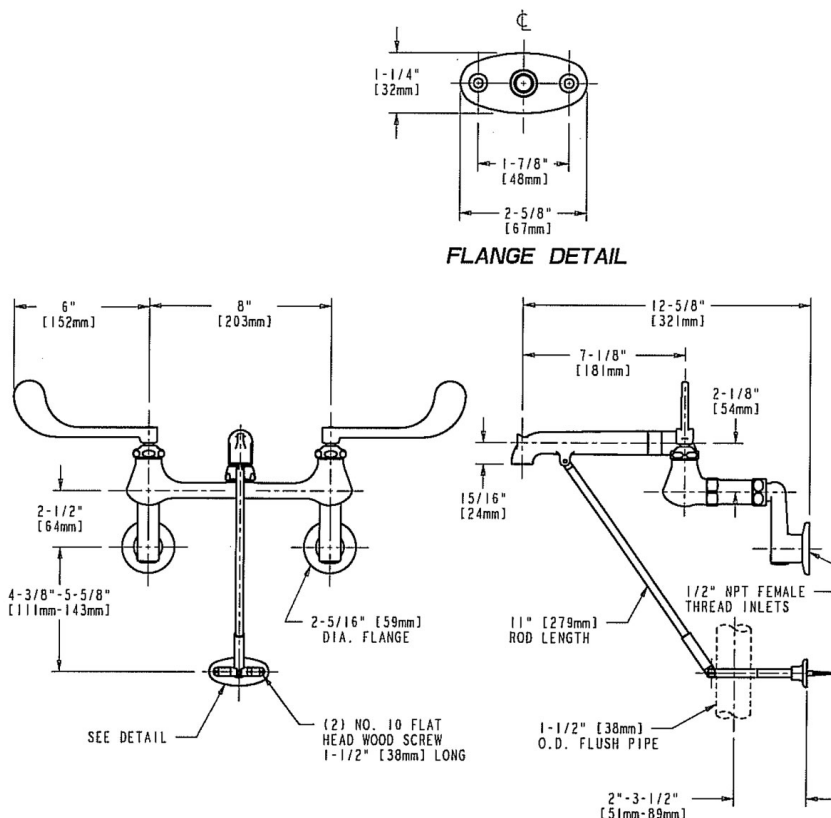 ℄
1-1/4"
[32mm]
1-7/8"
[48mm]
2-5/8"
[67mm]
FLANGE DETAIL
6"
[152mm]
8"
[203mm]
12-5/8"
[321mm]
7-1/8"
[181mm]
2-1/8"
[54mm]
15/16"
[24mm]
2-1/2"
[64mm]
4-3/8"-5-5/8"
[111mm-143mm]
2-5/16" [59mm]
DIA. FLANGE
11" [279mm]
ROD LENGTH
1/2" NPT FEMALE
THREAD INLETS
SEE DETAIL
(2) NO. 10 FLAT
HEAD WOOD SCREW
1-1/2" [38mm] LONG
1-1/2" [38mm]
O.D. FLUSH PIPE
2"-3-1/2"
[51mm-89mm]